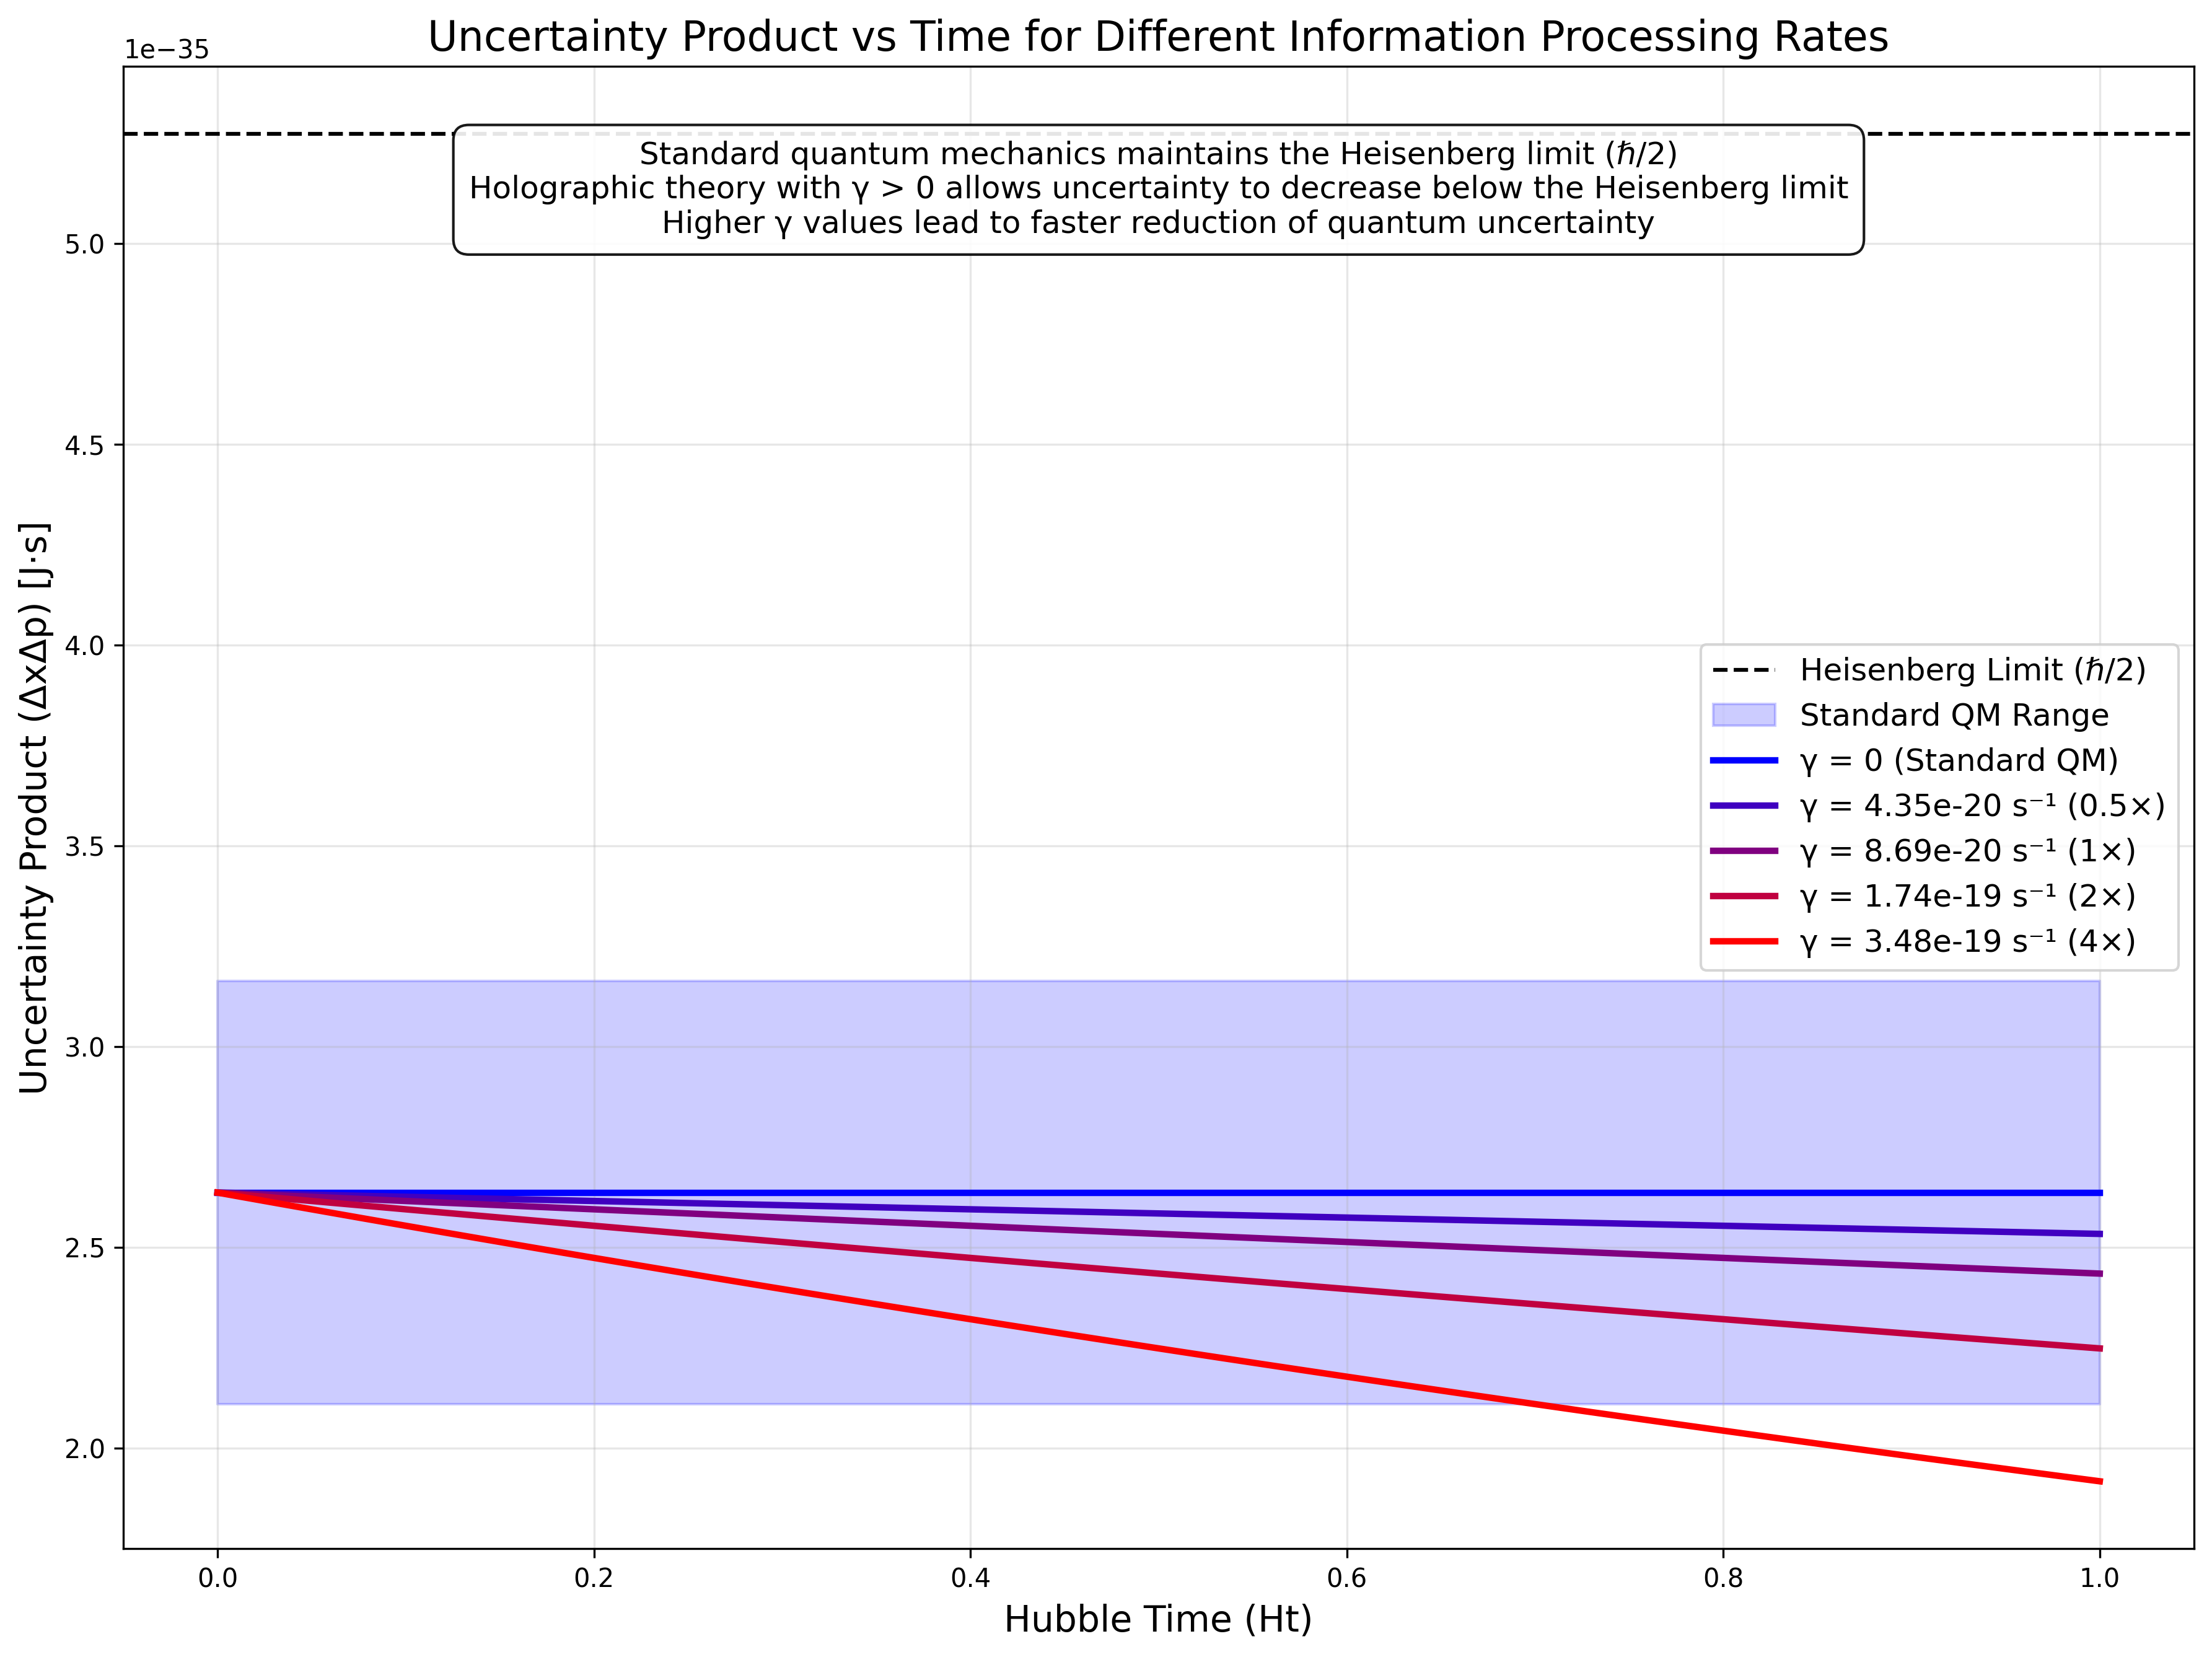 Uncertainty Product vs Time for Different Information Processing Rates
1e−35
Standard quantum mechanics maintains the Heisenberg limit (ℏ/2)
Holographic theory with γ > 0 allows uncertainty to decrease below the Heisenberg limit
Higher γ values lead to faster reduction of quantum uncertainty
5.0
4.5
4.0
3.5
3.0
2.5
2.0
Uncertainty Product (ΔxΔp) [J·s]
Heisenberg Limit (ℏ/2)
Standard QM Range
γ = 0 (Standard QM)
γ = 4.35e-20 s⁻¹ (0.5×)
γ = 8.69e-20 s⁻¹ (1×)
γ = 1.74e-19 s⁻¹ (2×)
γ = 3.48e-19 s⁻¹ (4×)
0.0 0.2 0.4 0.6 0.8 1.0
Hubble Time (Ht)